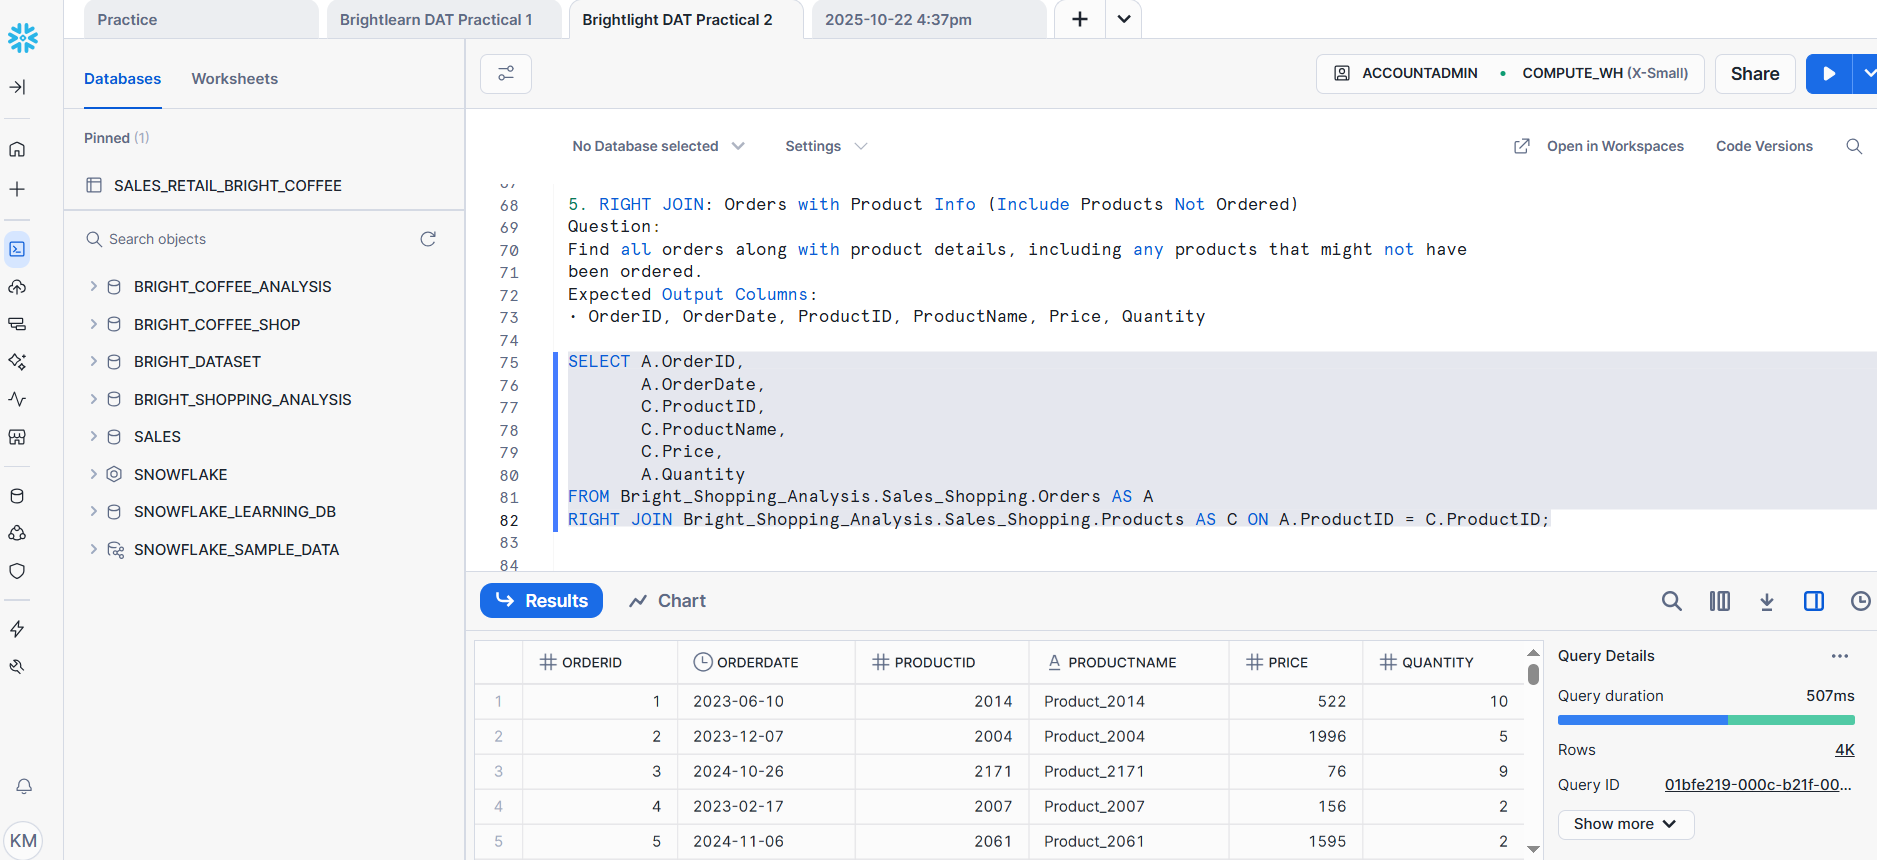 Practice
Brightlearn DAT Practical 1
Brightlight DAT Practical 2
2025-10-22 4:37pm
Databases
Worksheets
ACCOUNTADMIN
COMPUTE_WH (X-Small)
Share
Pinned (1)
SALES_RETAIL_BRIGHT_COFFEE
Search objects
BRIGHT_COFFEE_ANALYSIS
BRIGHT_COFFEE_SHOP
BRIGHT_DATASET
BRIGHT_SHOPPING_ANALYSIS
SALES
SNOWFLAKE
SNOWFLAKE_LEARNING_DB
SNOWFLAKE_SAMPLE_DATA
KM
No Database selected
Settings
Open in Workspaces
Code Versions
67
68 5. RIGHT JOIN: Orders with Product Info (Include Products Not Ordered)
69 Question:
70 Find all orders along with product details, including any products that might not have
71 been ordered.
72 Expected Output Columns:
73 • OrderID, OrderDate, ProductID, ProductName, Price, Quantity
74
75 SELECT A.OrderID,
76 A.OrderDate,
77 C.ProductID,
78 C.ProductName,
79 C.Price,
80 A.Quantity
81 FROM Bright_Shopping_Analysis.Sales_Shopping.Orders AS A
82 RIGHT JOIN Bright_Shopping_Analysis.Sales_Shopping.Products AS C ON A.ProductID = C.ProductID;
83
84
Results
Chart
# ORDERID ORDERDATE # PRODUCTID A PRODUCTNAME # PRICE # QUANTITY
1 1 2023-06-10 2014 Product_2014 522 10
2 2 2023-12-07 2004 Product_2004 1996 5
3 3 2024-10-26 2171 Product_2171 76 9
4 4 2023-02-17 2007 Product_2007 156 2
5 5 2024-11-06 2061 Product_2061 1595 2
Query Details
...
Query duration 507ms
Rows 4K
Query ID 01bfe219-000c-b21f-00...
Show more